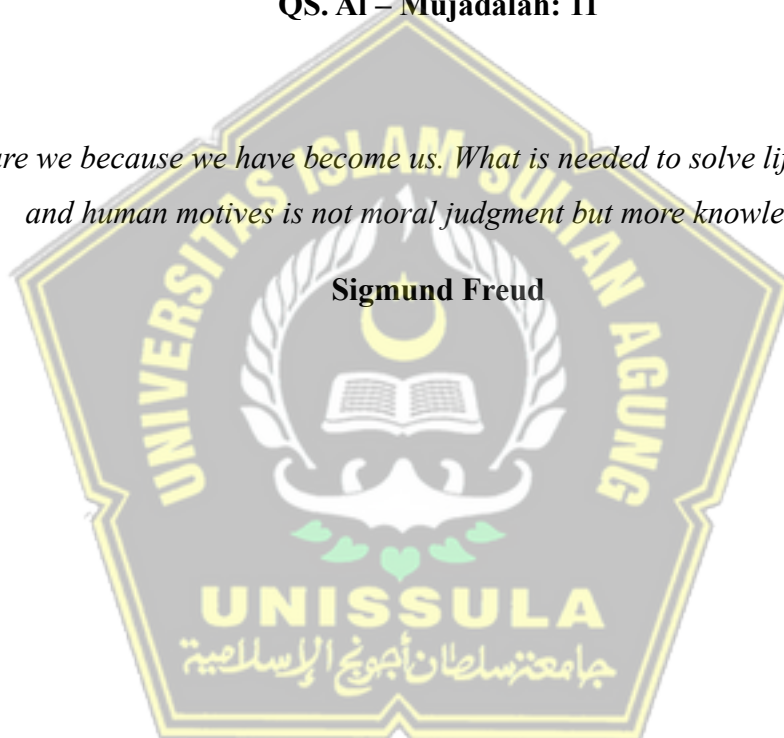 QS. Al – Mujadalah: 11
are we because we have become us. What is needed to solve
and human motives is not moral judgment but more
Sigmund Freud
UNIVERSITAS ISLAM SULTAN AGUNG
UNISSULA
جامعة سلطان أجونج الإسلامية